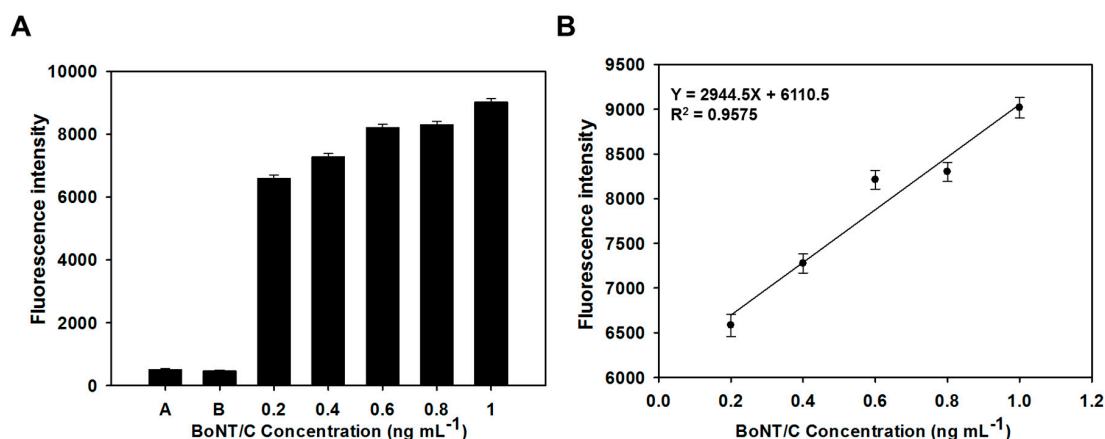 A
B
10000
8000
6000
4000
2000
0
Fluorescence intensity
A B 0.2 0.4 0.6 0.8 1
BoNT/C Concentration (ng mL⁻¹)
Y = 2944.5X + 6110.5
R² = 0.9575
9500
9000
8500
8000
7500
7000
6500
6000
Fluorescence intensity
0.0 0.2 0.4 0.6 0.8 1.0 1.2
BoNT/C Concentration (ng mL⁻¹)